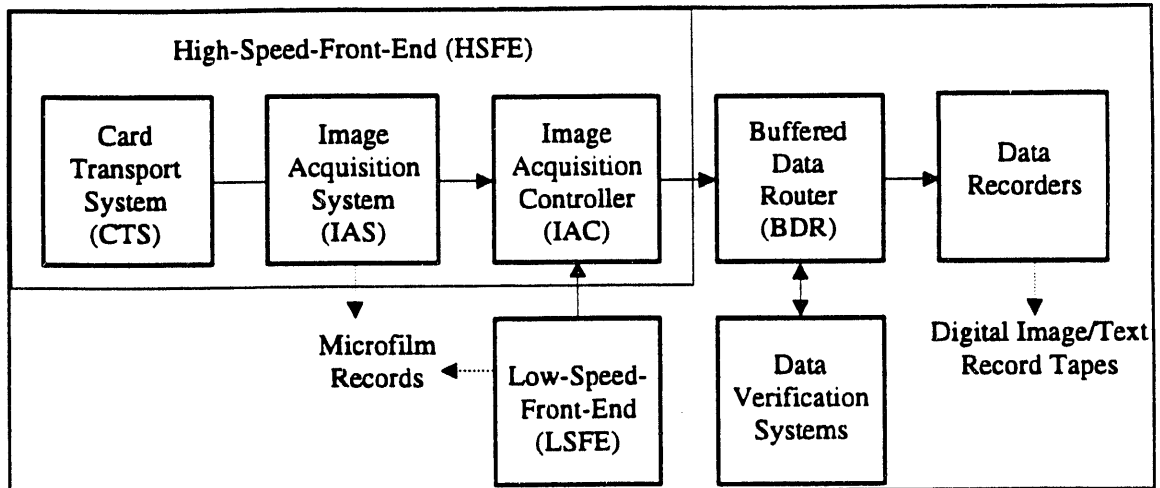 High-Speed-Front-End (HSFE)
Card
Transport
System
(CTS)
Image
Acquisition
System
(IAS)
Image
Acquisition
Controller
(IAC)
Buffered
Data
Router
(BDR)
Data
Recorders
Microfilm
Records
Low-Speed-
Front-End
(LSFE)
Data
Verification
Systems
Digital Image/Text
Record Tapes